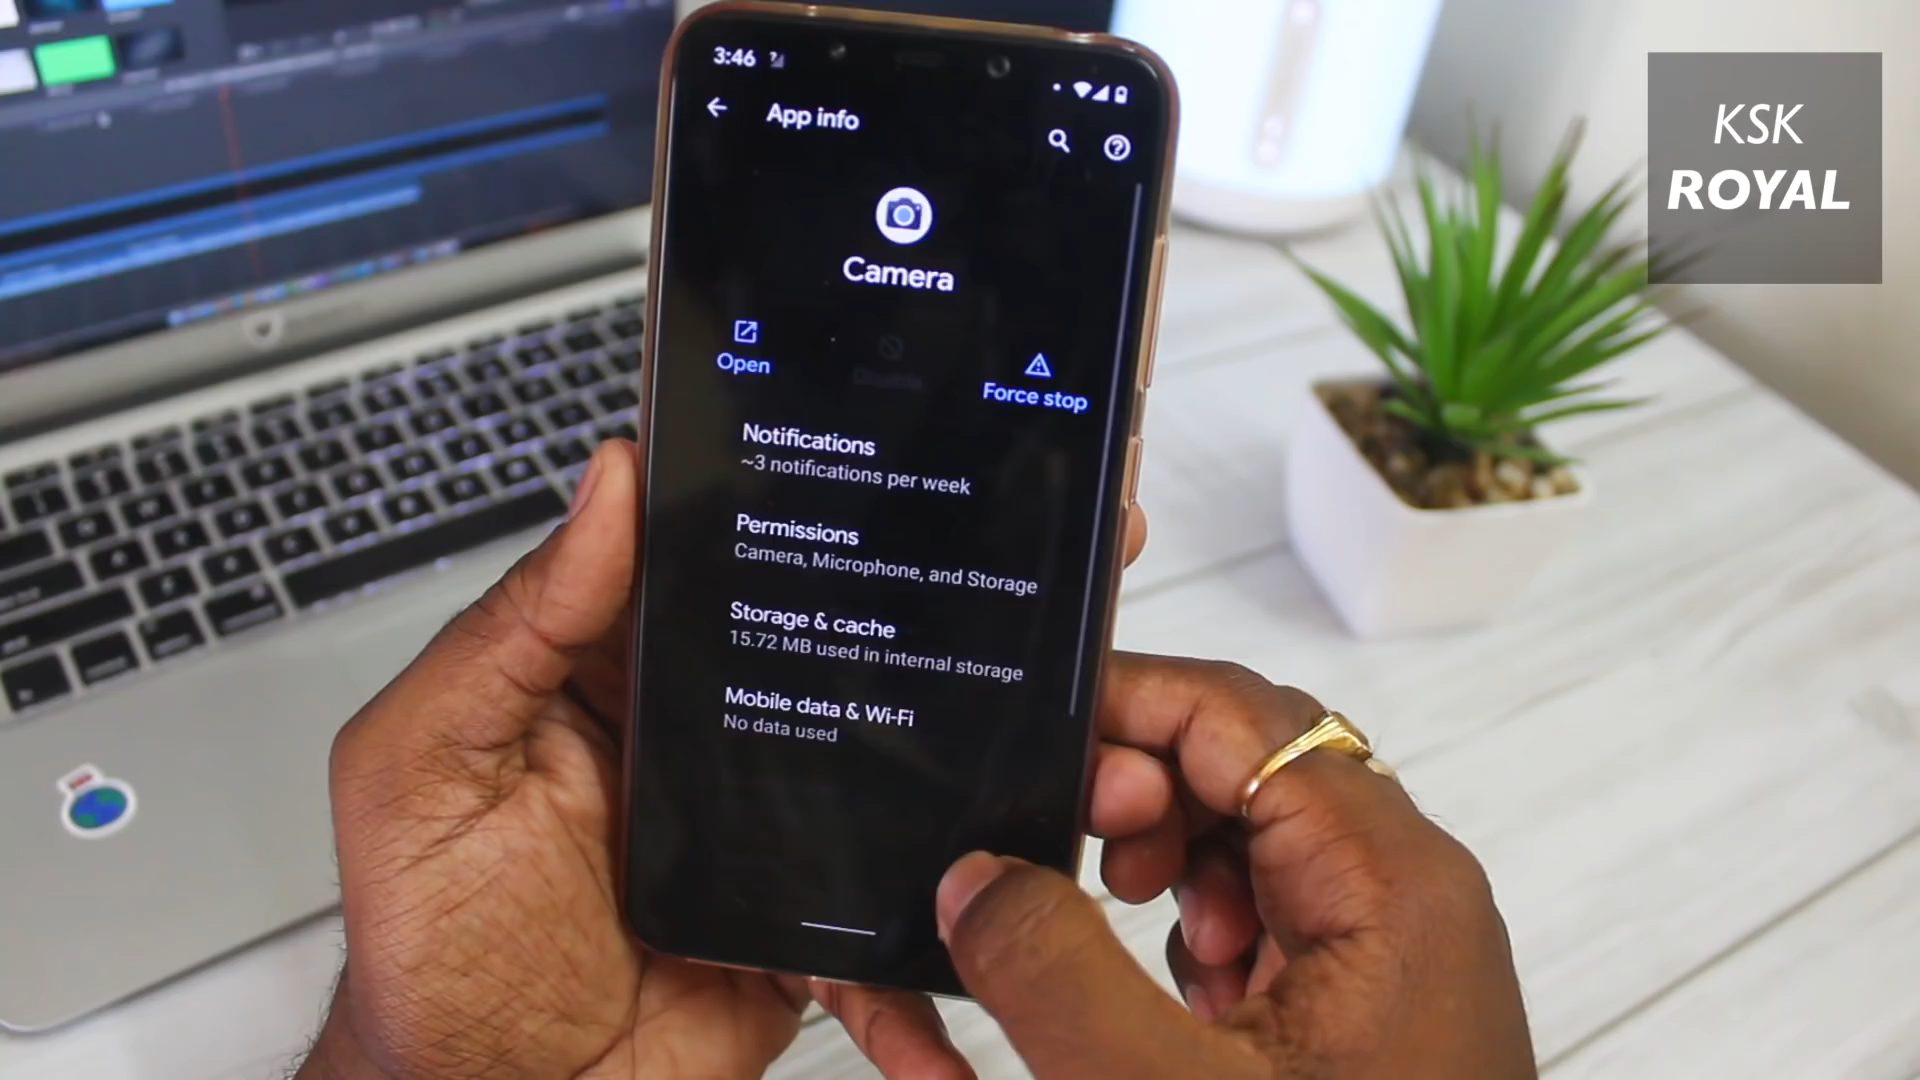 3:46
App info
Camera
Open
Disable
Force stop
Notifications
~3 notifications per week
Permissions
Camera, Microphone, and Storage
Storage & cache
15.72 MB used in internal storage
Mobile data & Wi-Fi
No data used
KSK
ROYAL